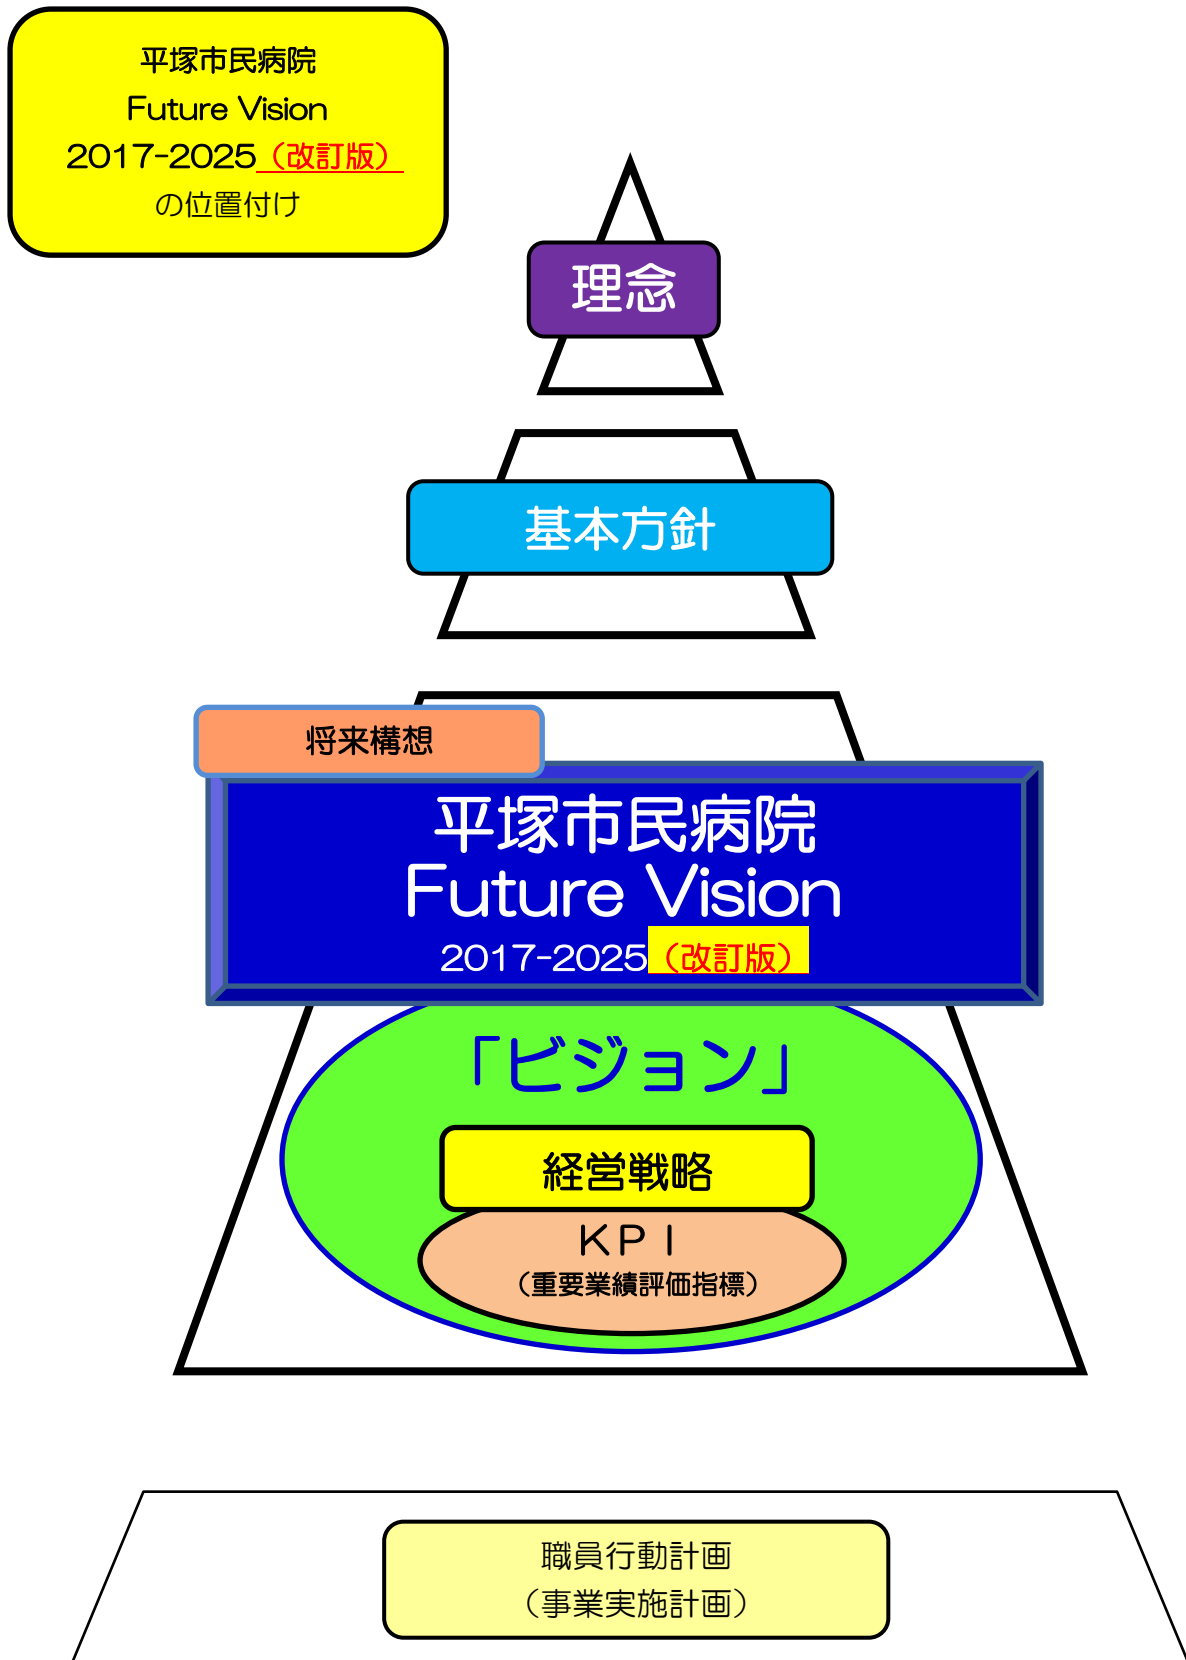 平塚市民病院
Future Vision
2017-2025（改訂版）
の位置付け
理念
基本方針
将来構想
平塚市民病院
Future Vision
2017-2025（改訂版）
「ビジョン」
経営戦略
ＫＰＩ
（重要業績評価指標）
職員行動計画
（事業実施計画）